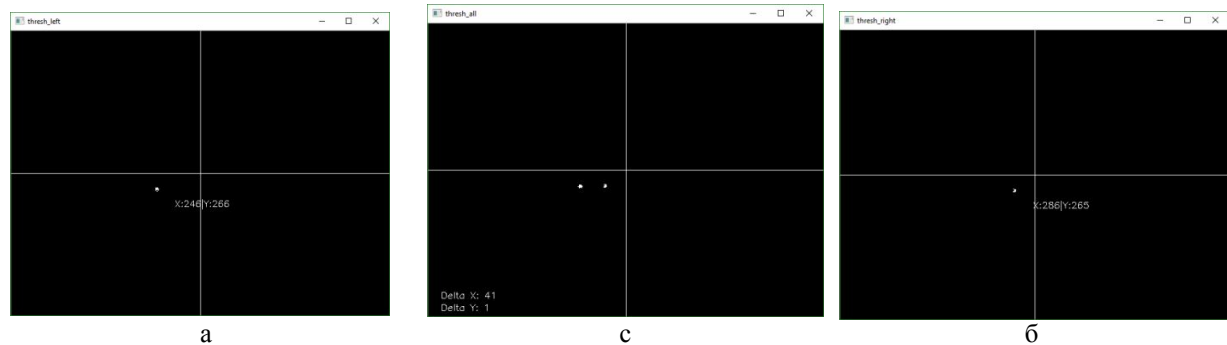 thresh_left
X:246|Y:266
а
thresh_all
Delta X: 41
Delta Y: 1
с
thresh_right
X:286|Y:265
б